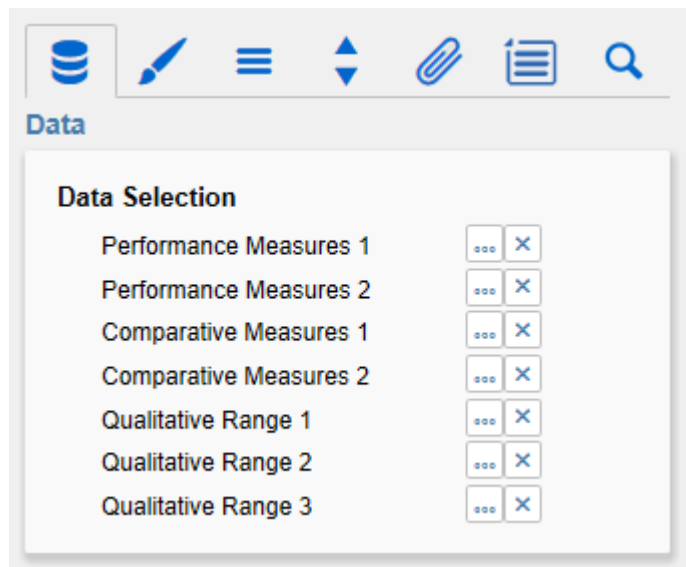 Data
Data Selection
Performance Measures 1
Performance Measures 2
Comparative Measures 1
Comparative Measures 2
Qualitative Range 1
Qualitative Range 2
Qualitative Range 3